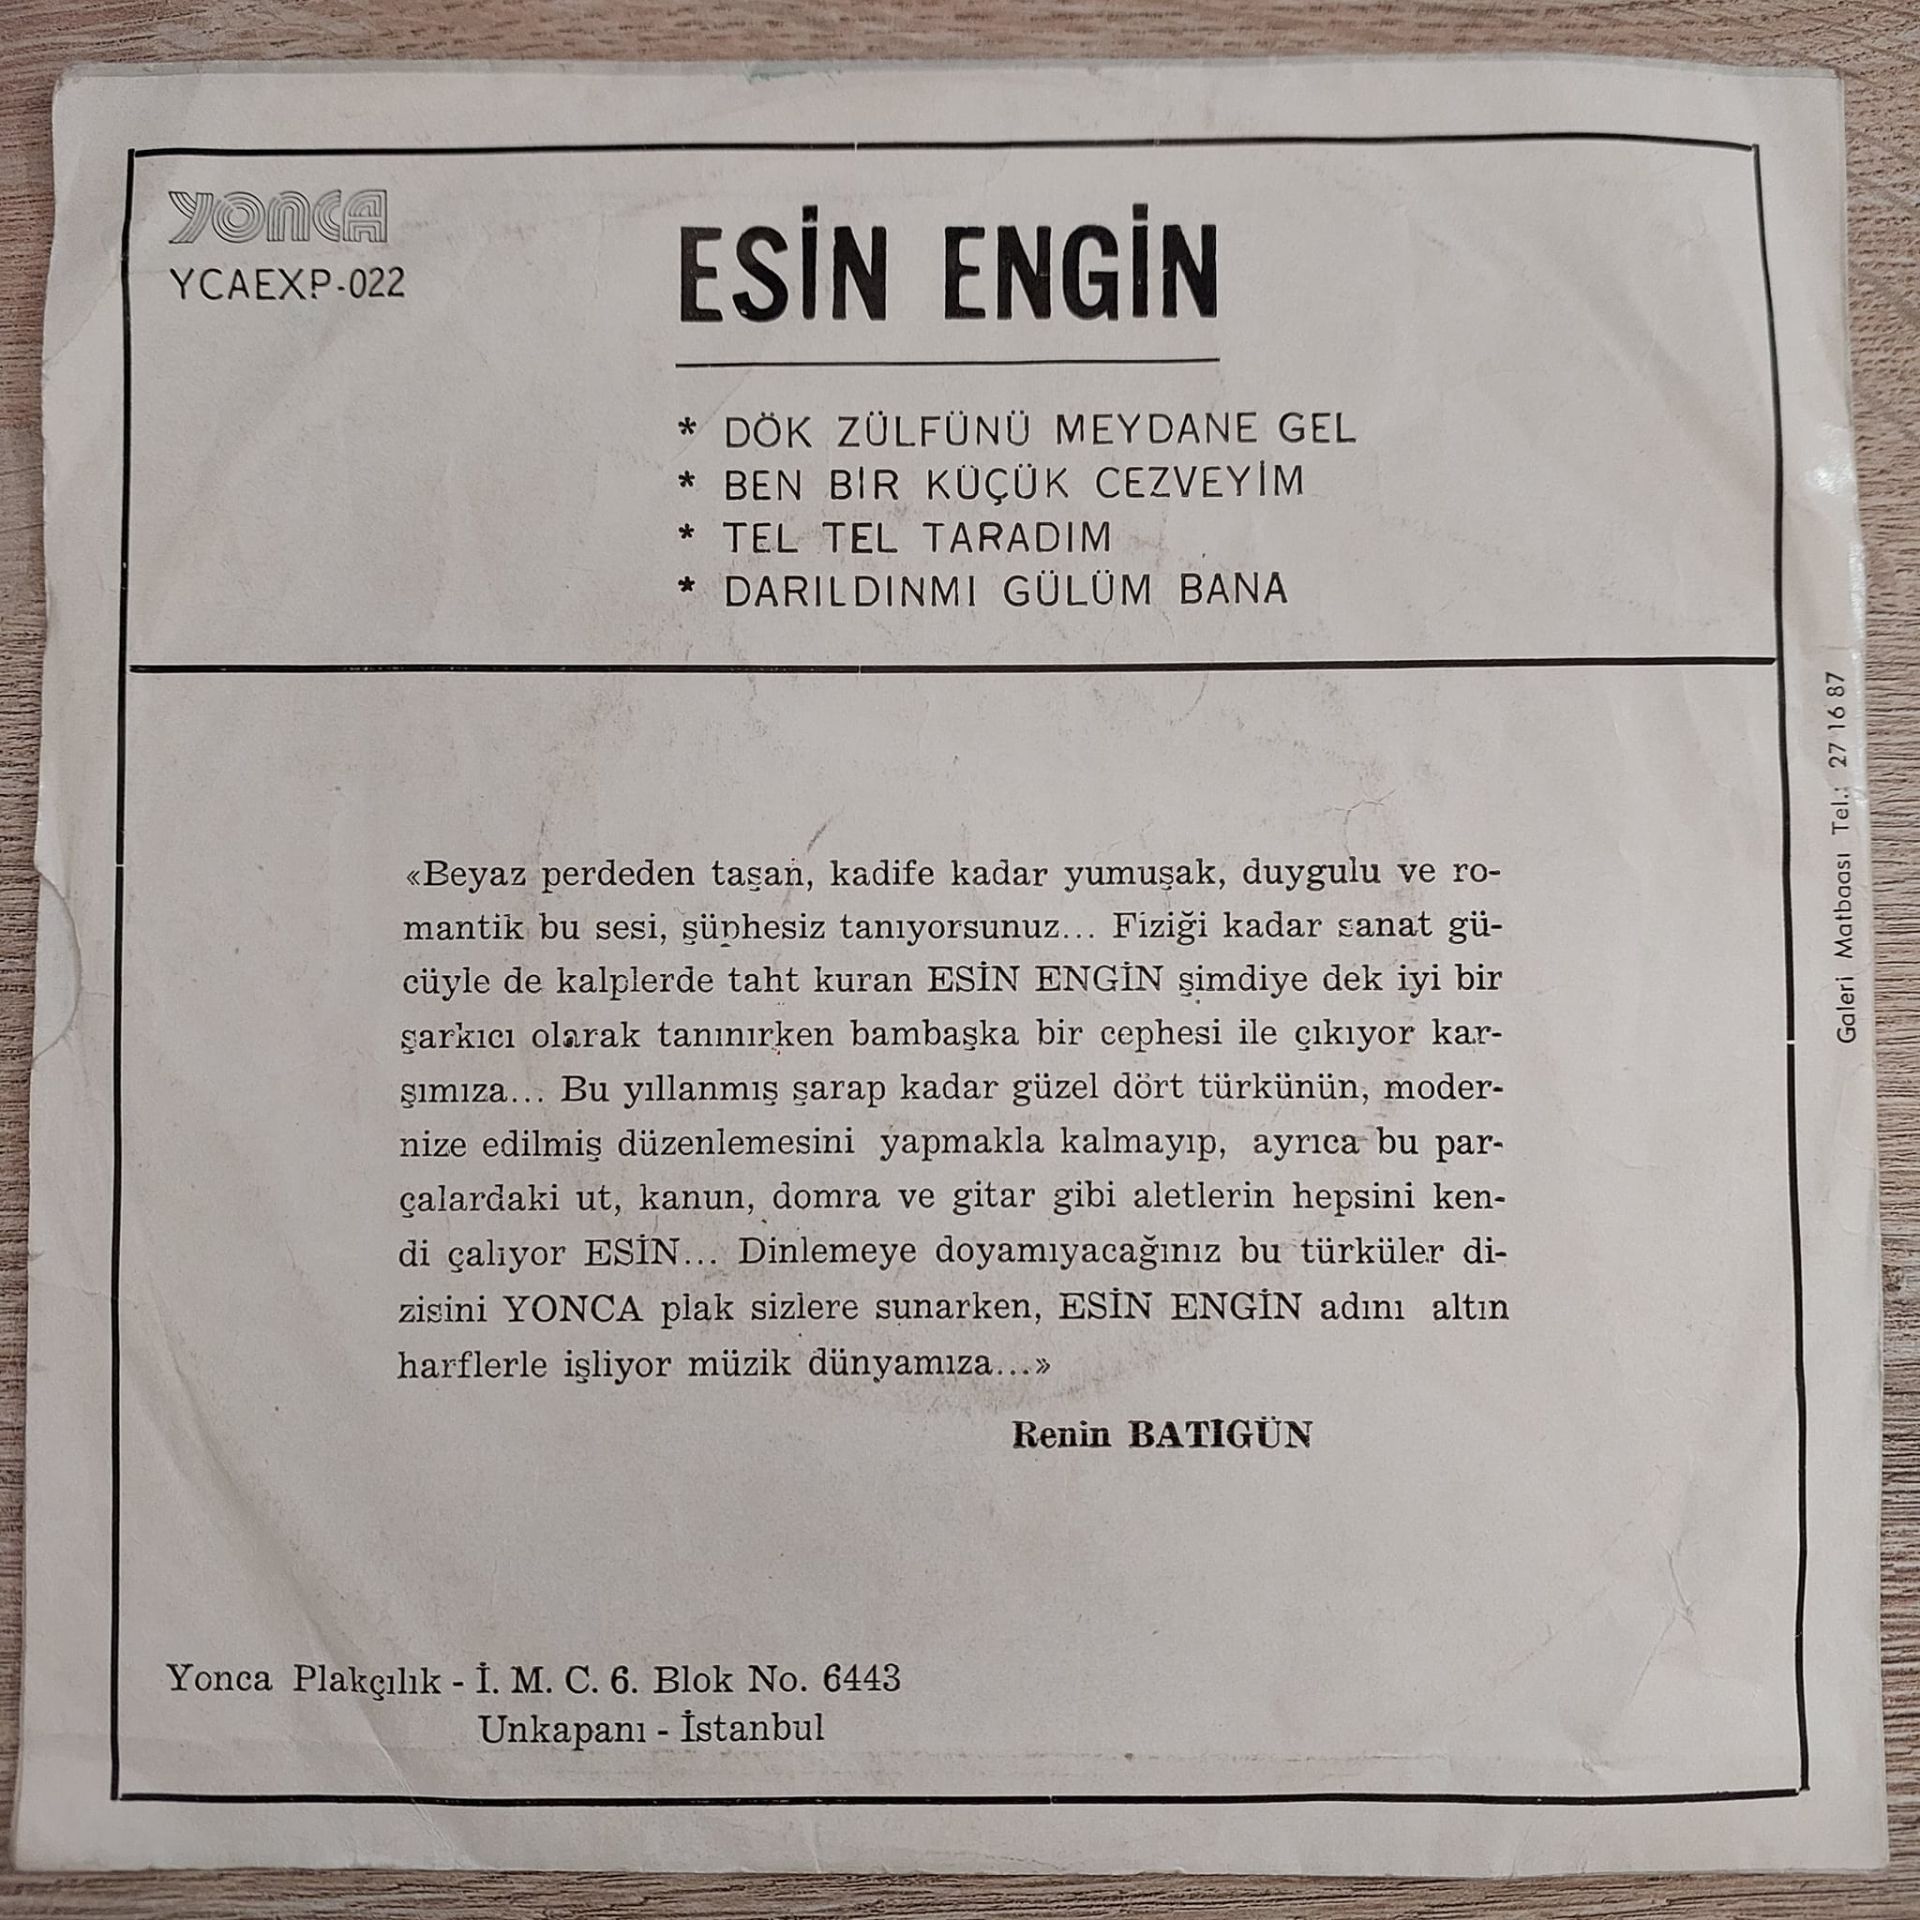 yonca
YCAEXP-022
ESİN ENGİN
* DÖK ZÜLFÜNÜ MEYDANE GEL
* BEN BİR KÜÇÜK CEZVEYİM
* TEL TEL TARADIM
* DARILDINMI GÜLÜM BANA
«Beyaz perdeden taşan, kadife kadar yumuşak, duygulu ve ro-
mantik bu sesi, şüphesiz tanıyorsunuz... Fiziği kadar sanat gü-
cüyle de kalplerde taht kuran ESİN ENGİN şimdiye dek iyi bir
şarkıcı olarak tanınırken bambaşka bir cephesi ile çıkıyor kar-
şımıza... Bu yıllanmış şarap kadar güzel dört türkünün, moder-
nize edilmiş düzenlemesini yapmakla kalmayıp, ayrıca bu par-
çalardaki ut, kanun, domra ve gitar gibi aletlerin hepsini ken-
di çalıyor ESİN... Dinlemeye doyamıyacağınız bu türküler di-
zisini YONCA plak sizlere sunarken, ESİN ENGİN adını altın
harflerle işliyor müzik dünyamıza...»
Renin BATİGÜN
Yonca Plakçılık - İ. M. C. 6. Blok No. 6443
Unkapanı - İstanbul
Galeri Matbaası Tel.: 27 16 87